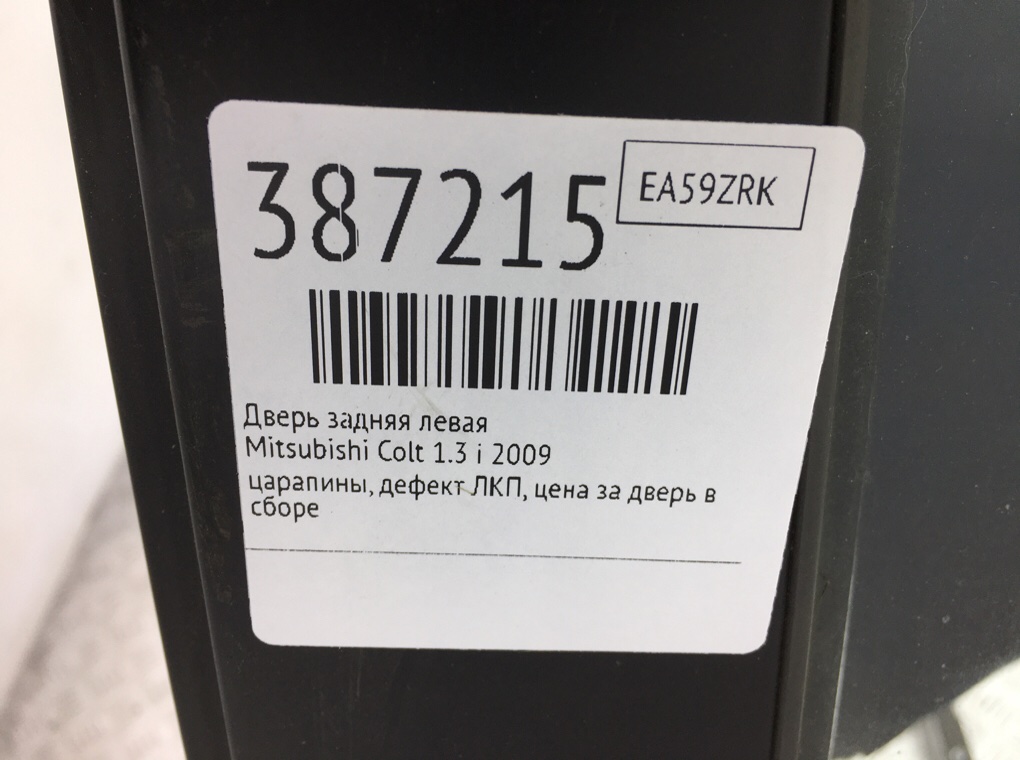 387215
EA59ZRK
Дверь задняя левая
Mitsubishi Colt 1.3 i 2009
царапины, дефект ЛКП, цена за дверь в
сборе